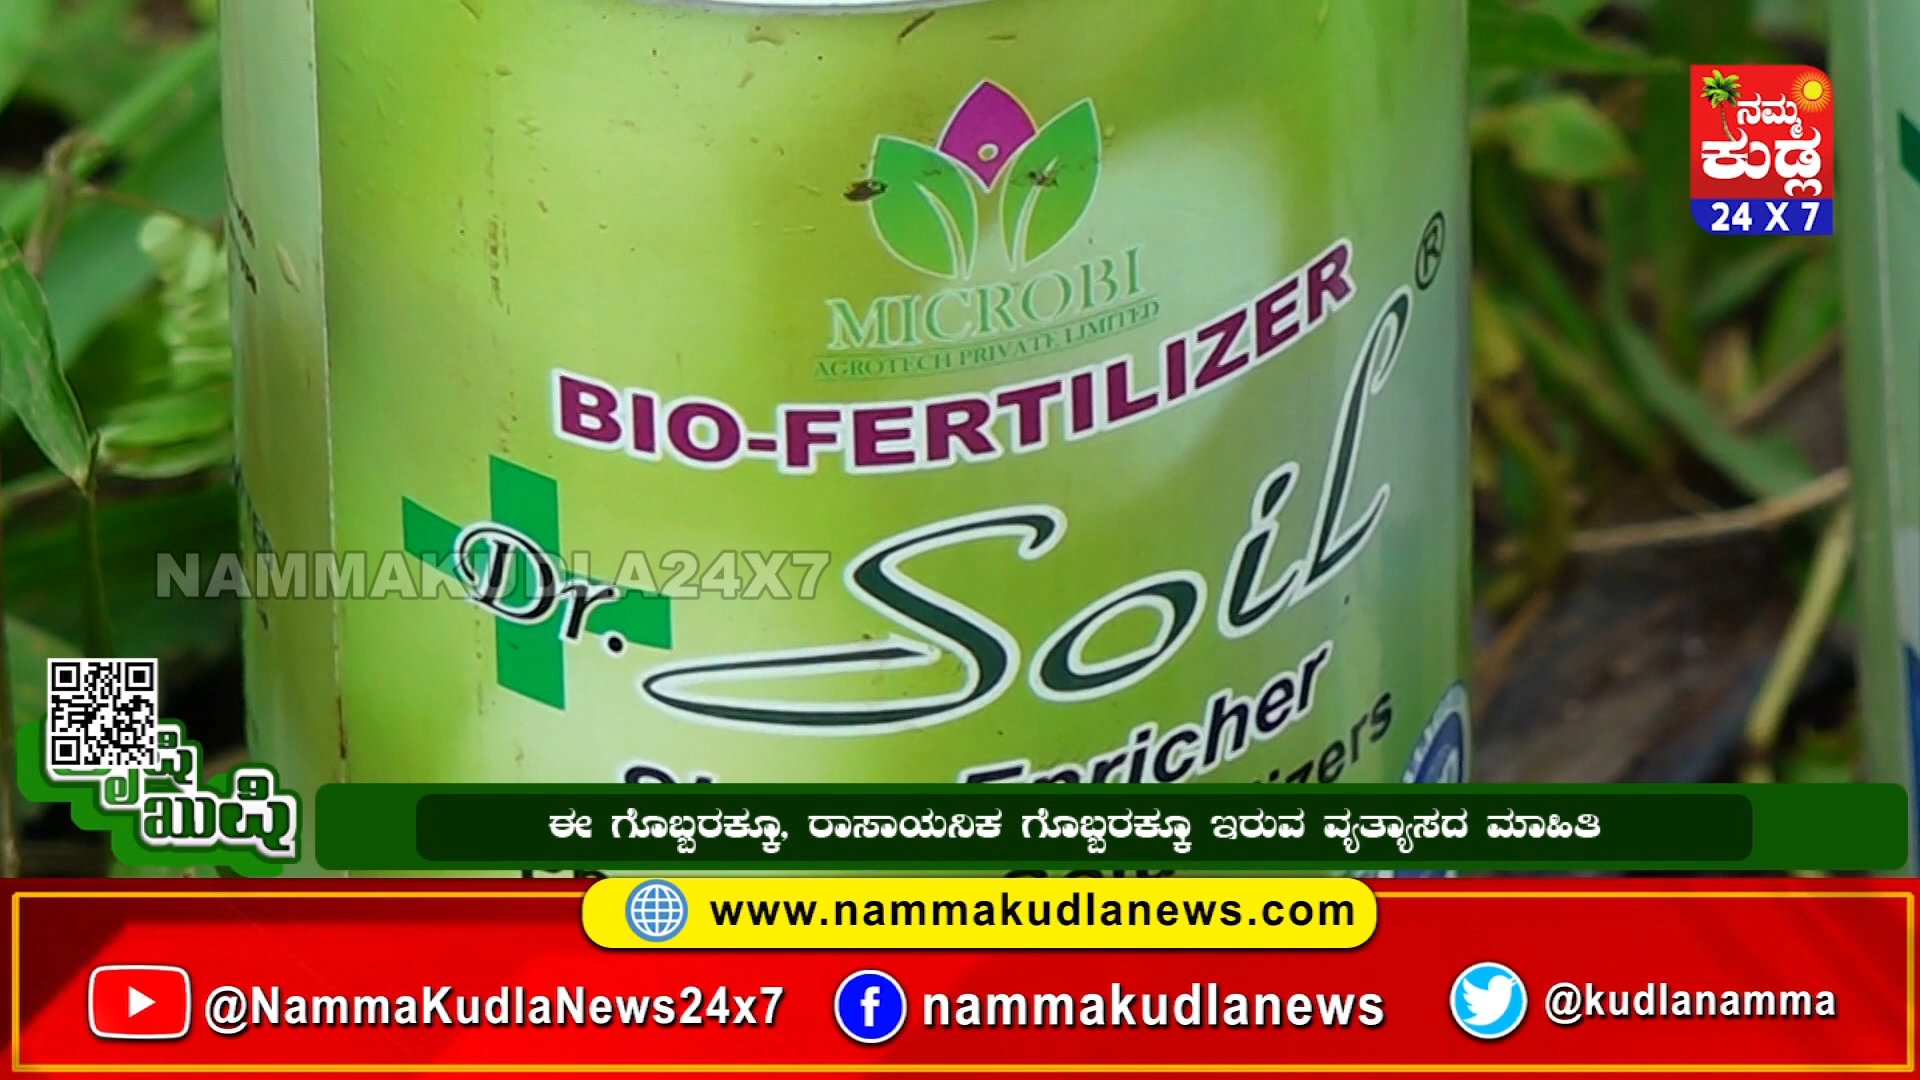 ನಮ್ಮ
ಕುಡ್ಲ
24 X 7
MICROBI
AGROTECH PRIVATE LIMITED
BIO-FERTILIZER
Dr. Soil ®
NAMMAKUDLA24X7
Enricher
ಕೃಷಿ
ಖುಷಿ
ಈ ಗೊಬ್ಬರಕ್ಕೂ, ರಾಸಾಯನಿಕ ಗೊಬ್ಬರಕ್ಕೂ ಇರುವ ವ್ಯತ್ಯಾಸದ ಮಾಹಿತಿ
www.nammakudlanews.com
@NammaKudlaNews24x7
nammakudlanews
@kudlanamma